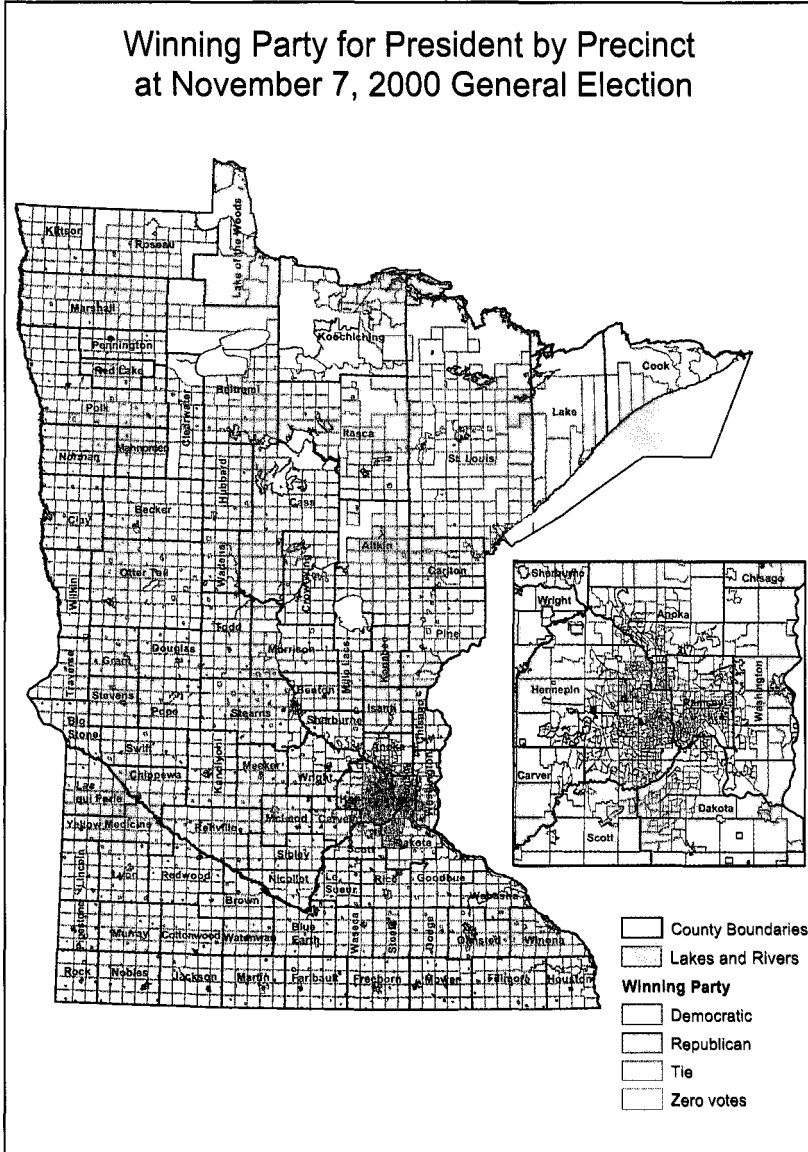 Winning Party for President by Precinct
at November 7, 2000 General Election
Kittson
Roseau
Lake of the Woods
Marshall
Koochiching
Pennington
Red Lake
Cook
Polk
Clearwater
Beltrami
Lake
Itasca
St. Louis
Norman
Mahnomen
Hubbard
Cass
Clay
Becker
Aitkin
Wadena
Crow Wing
Carlton
Otter Tail
Wilkin
Todd
Pine
Douglas
Morrison
Grant
Mille Lacs
Kanabec
Traverse
Stevens
Pope
Stearns
Benton
Isanti
Sherburne
Chisago
Big
Stone
Swift
Kandiyohi
Meeker
Anoka
Wright
Chippewa
Washington
Lac
qui Parle
McLeod
Carver
Yellow Medicine
Renville
Dakota
Scott
Sibley
Lincoln
Lyon
Redwood
Nicollet
Le
Sueur
Rice
Goodhue
Wabasha
Brown
Pipestone
Murray
Cottonwood
Watonwan
Blue
Earth
Waseca
Steele
Dodge
Olmsted
Winona
Rock
Nobles
Jackson
Martin
Faribault
Freeborn
Mower
Fillmore
Houston
Sherburne
Chisago
Wright
Anoka
Hennepin
Ramsey
Washington
Carver
Dakota
Scott
County Boundaries
Lakes and Rivers
Winning Party
Democratic
Republican
Tie
Zero votes